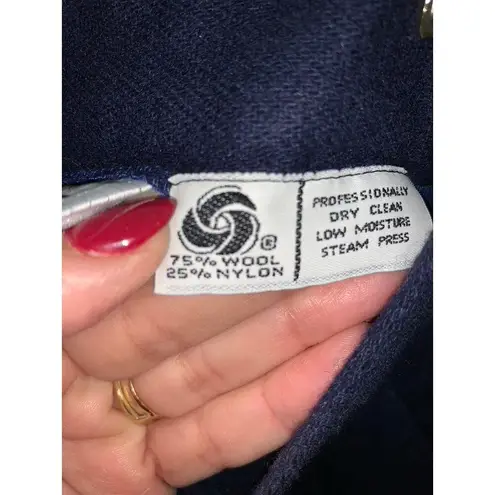 ®
75% WOOL
25% NYLON
PROFESSIONALLY
DRY CLEAN
LOW MOISTURE
STEAM PRESS